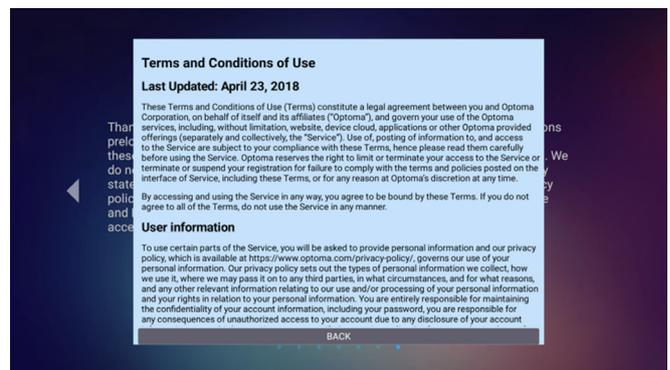 Terms and Conditions of Use
Last Updated: April 23, 2018
These Terms and Conditions of Use (Terms) constitute a legal agreement between you and Optoma
Corporation, on behalf of itself and its affiliates ("Optoma"), and govern your use of the Optoma
services, including, without limitation, website, device cloud, applications or other Optoma provided
offerings (separately and collectively, the "Service"). Use of, posting of information to, and access
to the Service are subject to your compliance with these Terms, hence please read them carefully
before using the Service. Optoma reserves the right to limit or terminate your access to the Service or
terminate or suspend your registration for failure to comply with the terms and policies posted on the
interface of Service, including these Terms, or for any reason at Optoma's discretion at any time.
By accessing and using the Service in any way, you agree to be bound by these Terms. If you do not
agree to all of the Terms, do not use the Service in any manner.
User information
To use certain parts of the Service, you will be asked to provide personal information and our privacy
policy, which is available at https://www.optoma.com/privacy-policy/, governs our use of your
personal information. Our privacy policy sets out the types of personal information we collect, how
we use it, where we may pass it on to any third parties, in what circumstances, and for what reasons,
and any other relevant information relating to our use and/or processing of your personal information
and your rights in relation to your personal information. You are entirely responsible for maintaining
the confidentiality of your account information, including your password, you are responsible for
any consequences of unauthorized access to your account due to any disclosure of your account
BACK